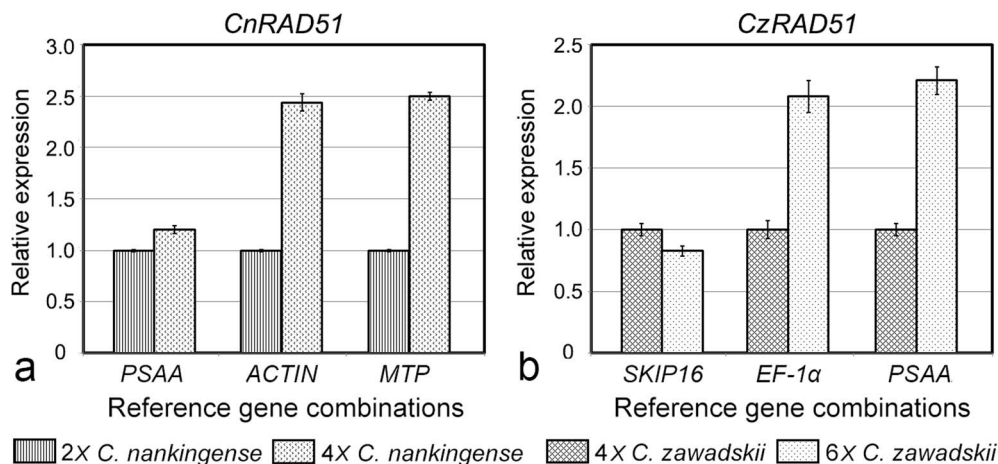 CnRAD51
3.0
2.5
2.0
1.5
1.0
0.5
0
Relative expression
PSAA ACTIN MTP
Reference gene combinations
a
2X C. nankingense 4X C. nankingense
CzRAD51
2.5
2.0
1.5
1.0
0.5
0
Relative expression
SKIP16 EF-1α PSAA
Reference gene combinations
b
4X C. zawadskii 6X C. zawadskii